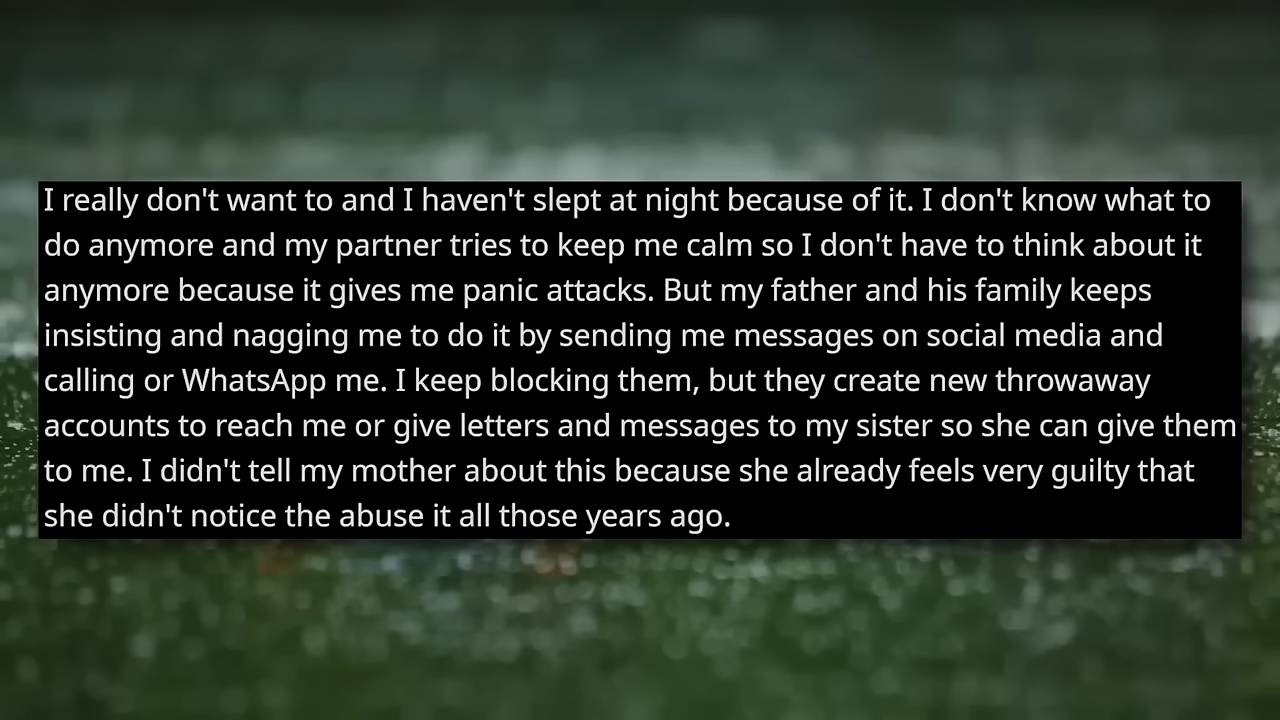 I really don't want to and I haven't slept at night because of it. I don't know what to
do anymore and my partner tries to keep me calm so I don't have to think about it
anymore because it gives me panic attacks. But my father and his family keeps
insisting and nagging me to do it by sending me messages on social media and
calling or WhatsApp me. I keep blocking them, but they create new throwaway
accounts to reach me or give letters and messages to my sister so she can give them
to me. I didn't tell my mother about this because she already feels very guilty that
she didn't notice the abuse it all those years ago.